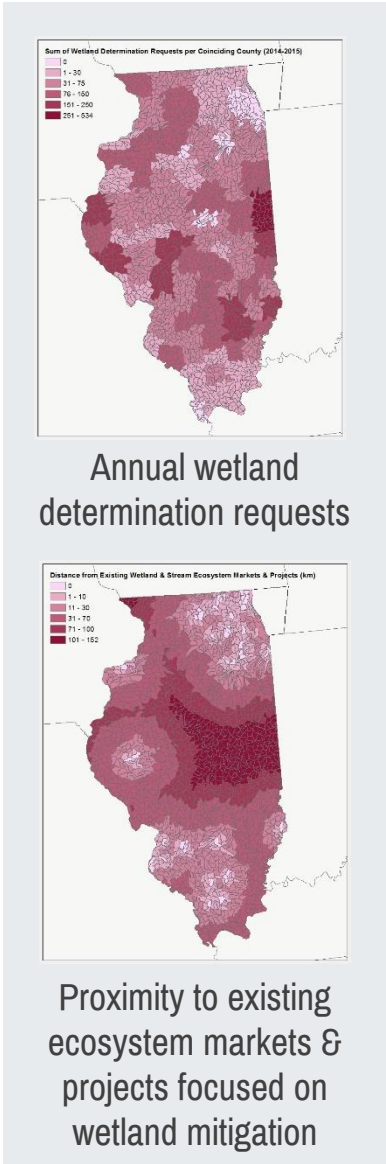 Sum of Wetland Determination Requests per Coinciding County (2014-2015)
0
1 - 30
31 - 75
76 - 150
151 - 250
251 - 534
Annual wetland
determination requests
Distance from Existing Wetland & Stream Ecosystem Markets & Projects (km)
0
1 - 10
11 - 30
31 - 70
71 - 100
101 - 152
Proximity to existing
ecosystem markets &
projects focused on
wetland mitigation